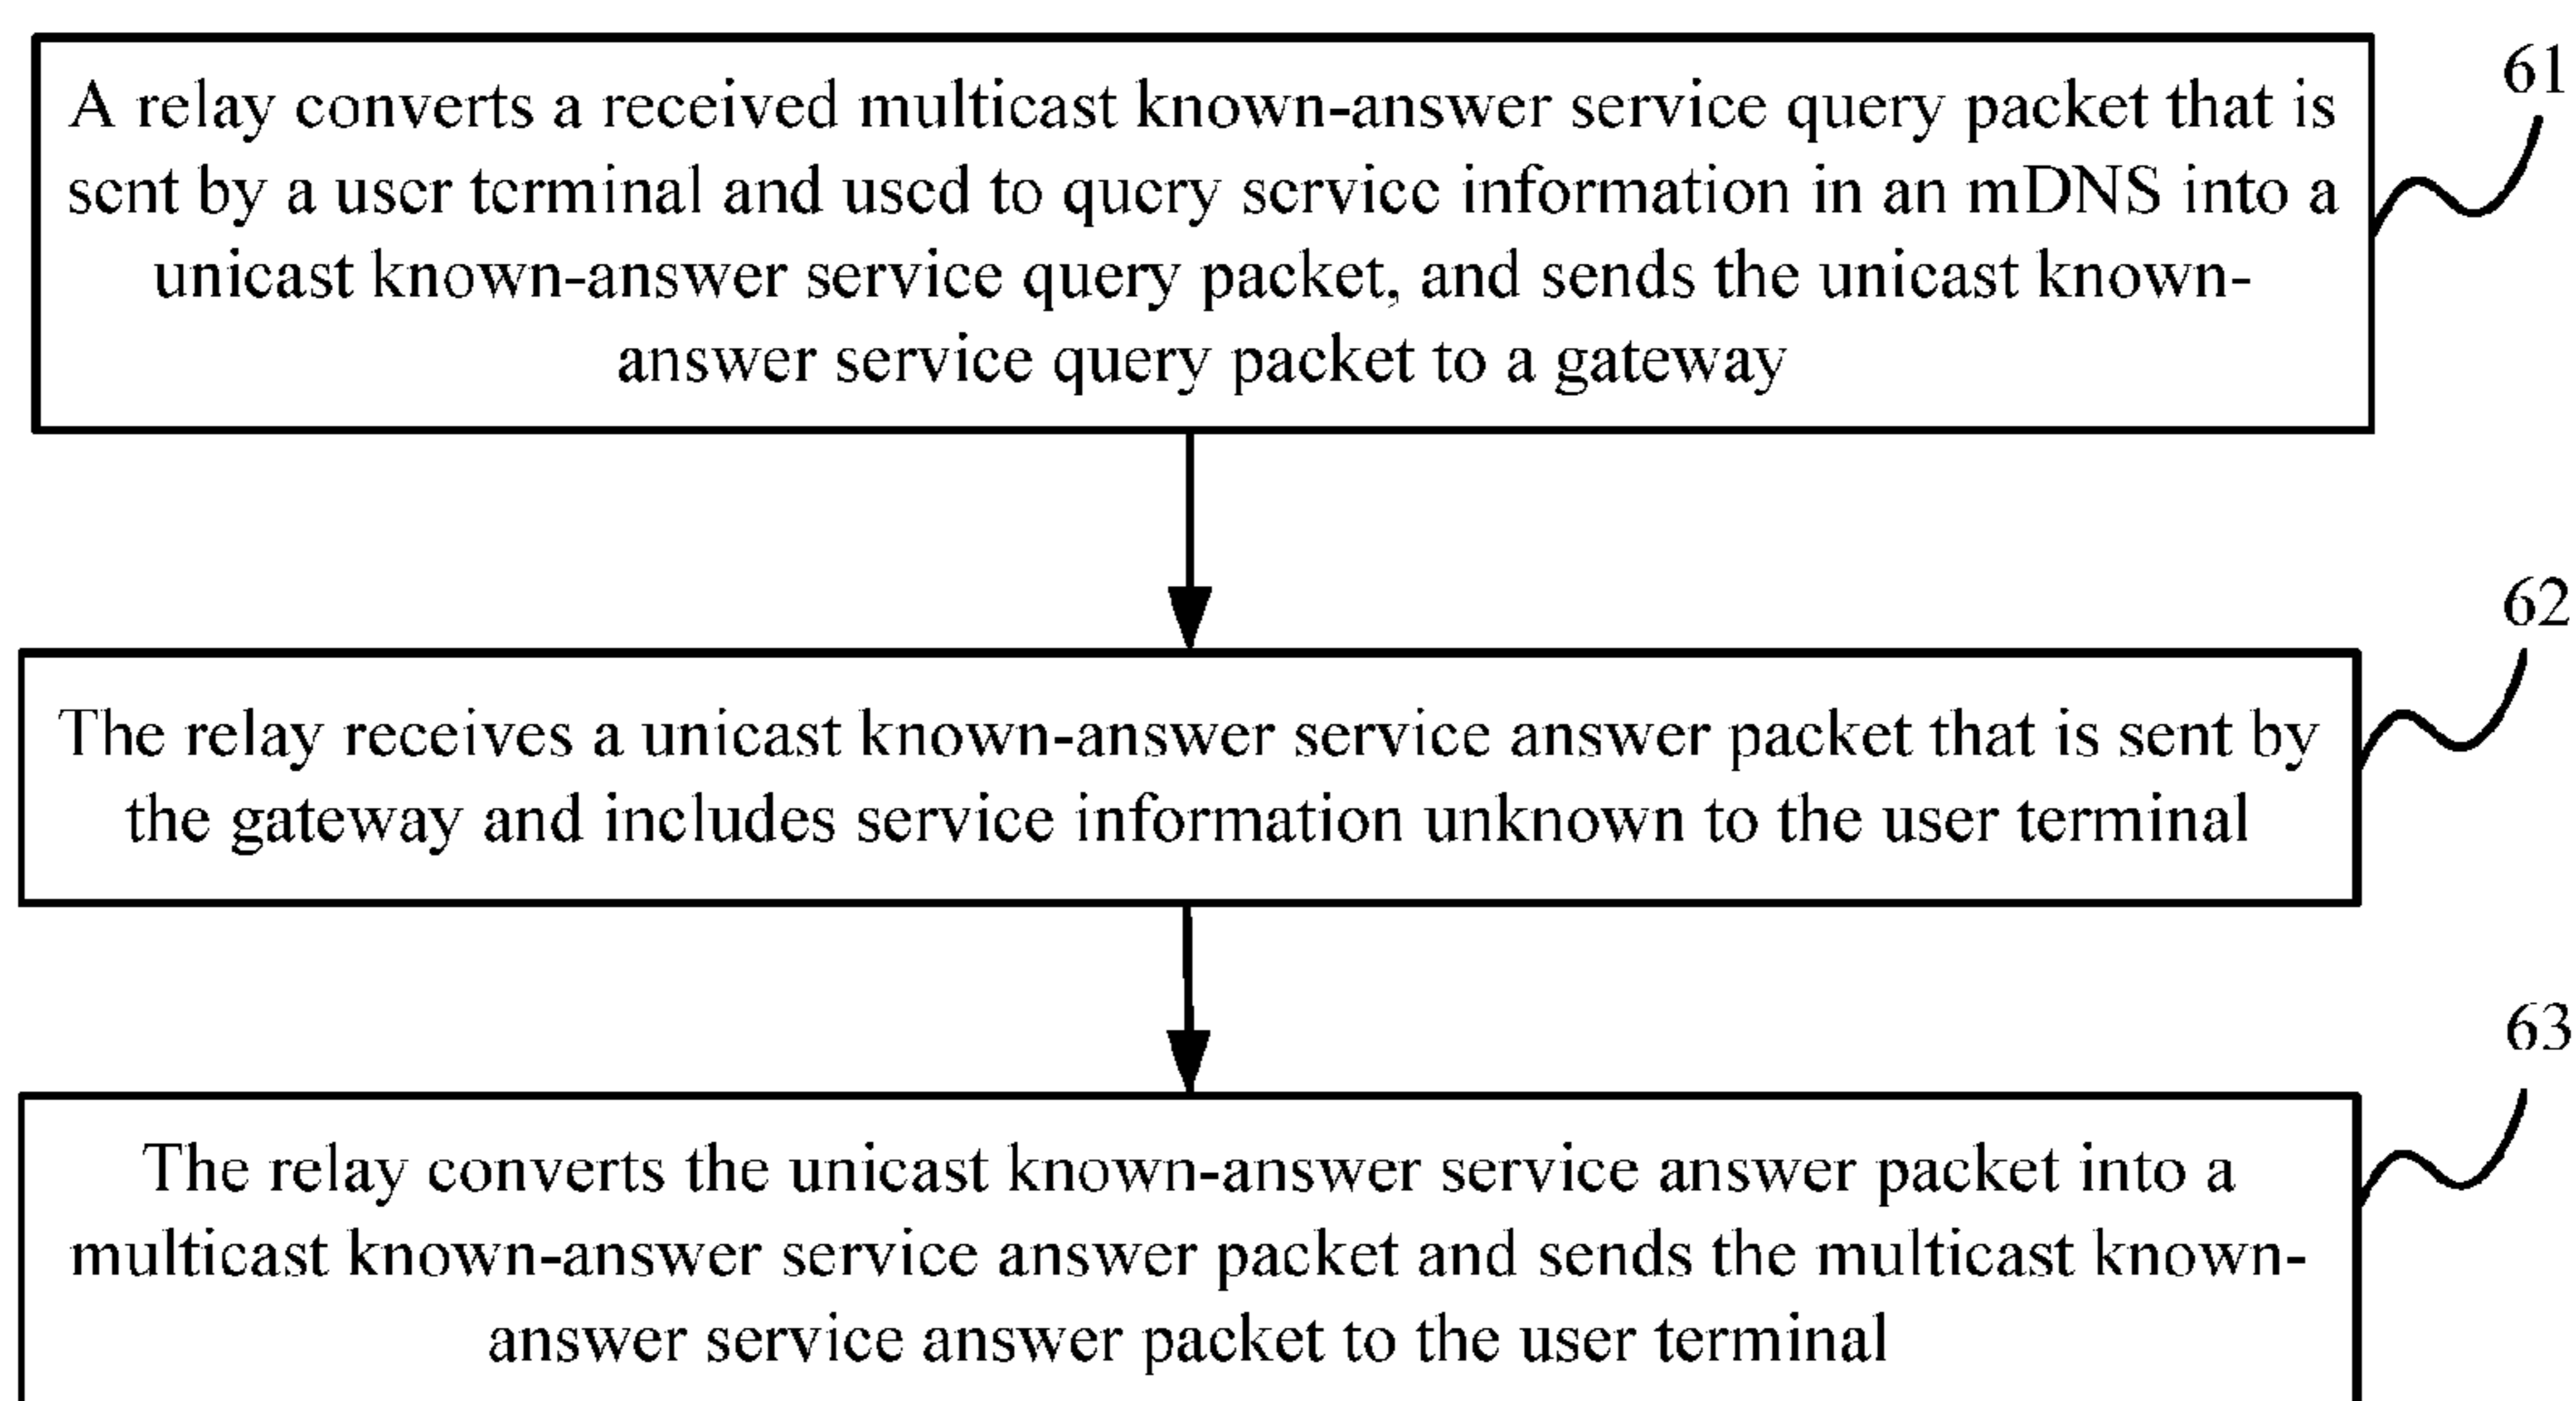 A relay converts a received multicast known-answer service query packet that is
sent by a user terminal and used to query service information in an mDNS into a
unicast known-answer service query packet, and sends the unicast known-
answer service query packet to a gateway
61
The relay receives a unicast known-answer service answer packet that is sent by
the gateway and includes service information unknown to the user terminal
62
The relay converts the unicast known-answer service answer packet into a
multicast known-answer service answer packet and sends the multicast known-
answer service answer packet to the user terminal
63